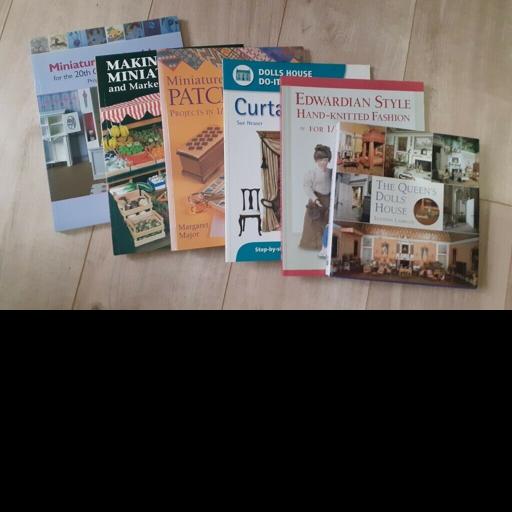 Miniatur
for the 20th C
MAKIN
MINIA
and Marke
Miniature
PATC
PROJECTS IN 1/
Margaret
Major
DOLLS HOUSE
DO-IT
Curta
Sue Heaser
Step-by-s
EDWARDIAN STYLE
HAND-KNITTED FASHION
FOR 1/
THE QUEEN'S
DOLLS'
HOUSE